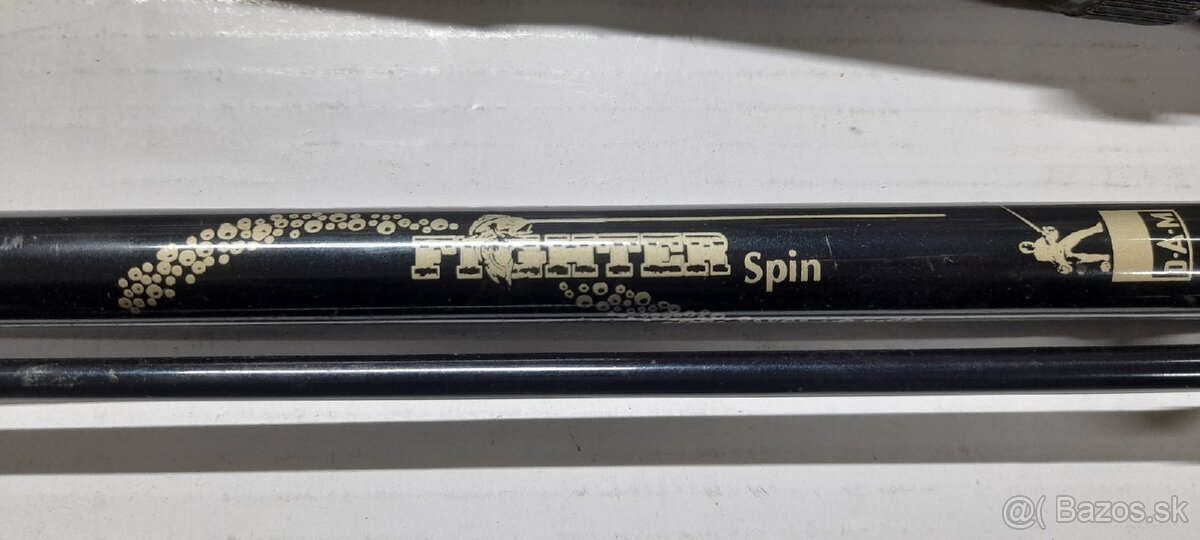 FIGHTER Spin
D·A·M
@( Bazos.sk